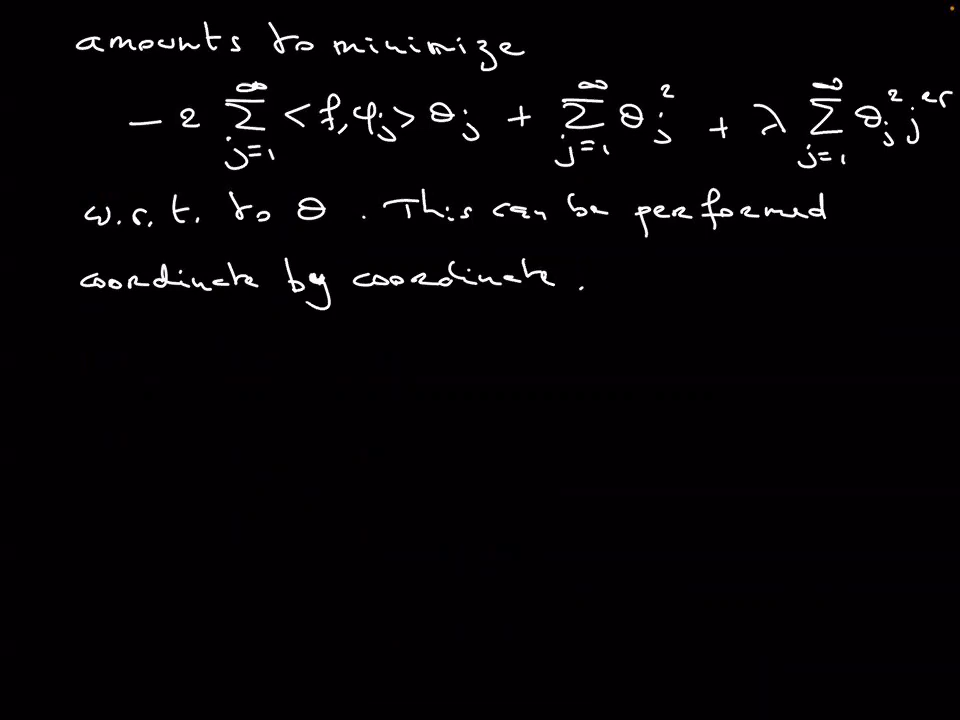 amounts to minimize
- 2 ∑_{j=1}^{∞} <f, φ_j> θ_j + ∑_{j=1}^{∞} θ_j^2 + λ ∑_{j=1}^{∞} θ_j^2 j^{2r}
w.r.t. to θ. This can be performed
coordinate by coordinate.